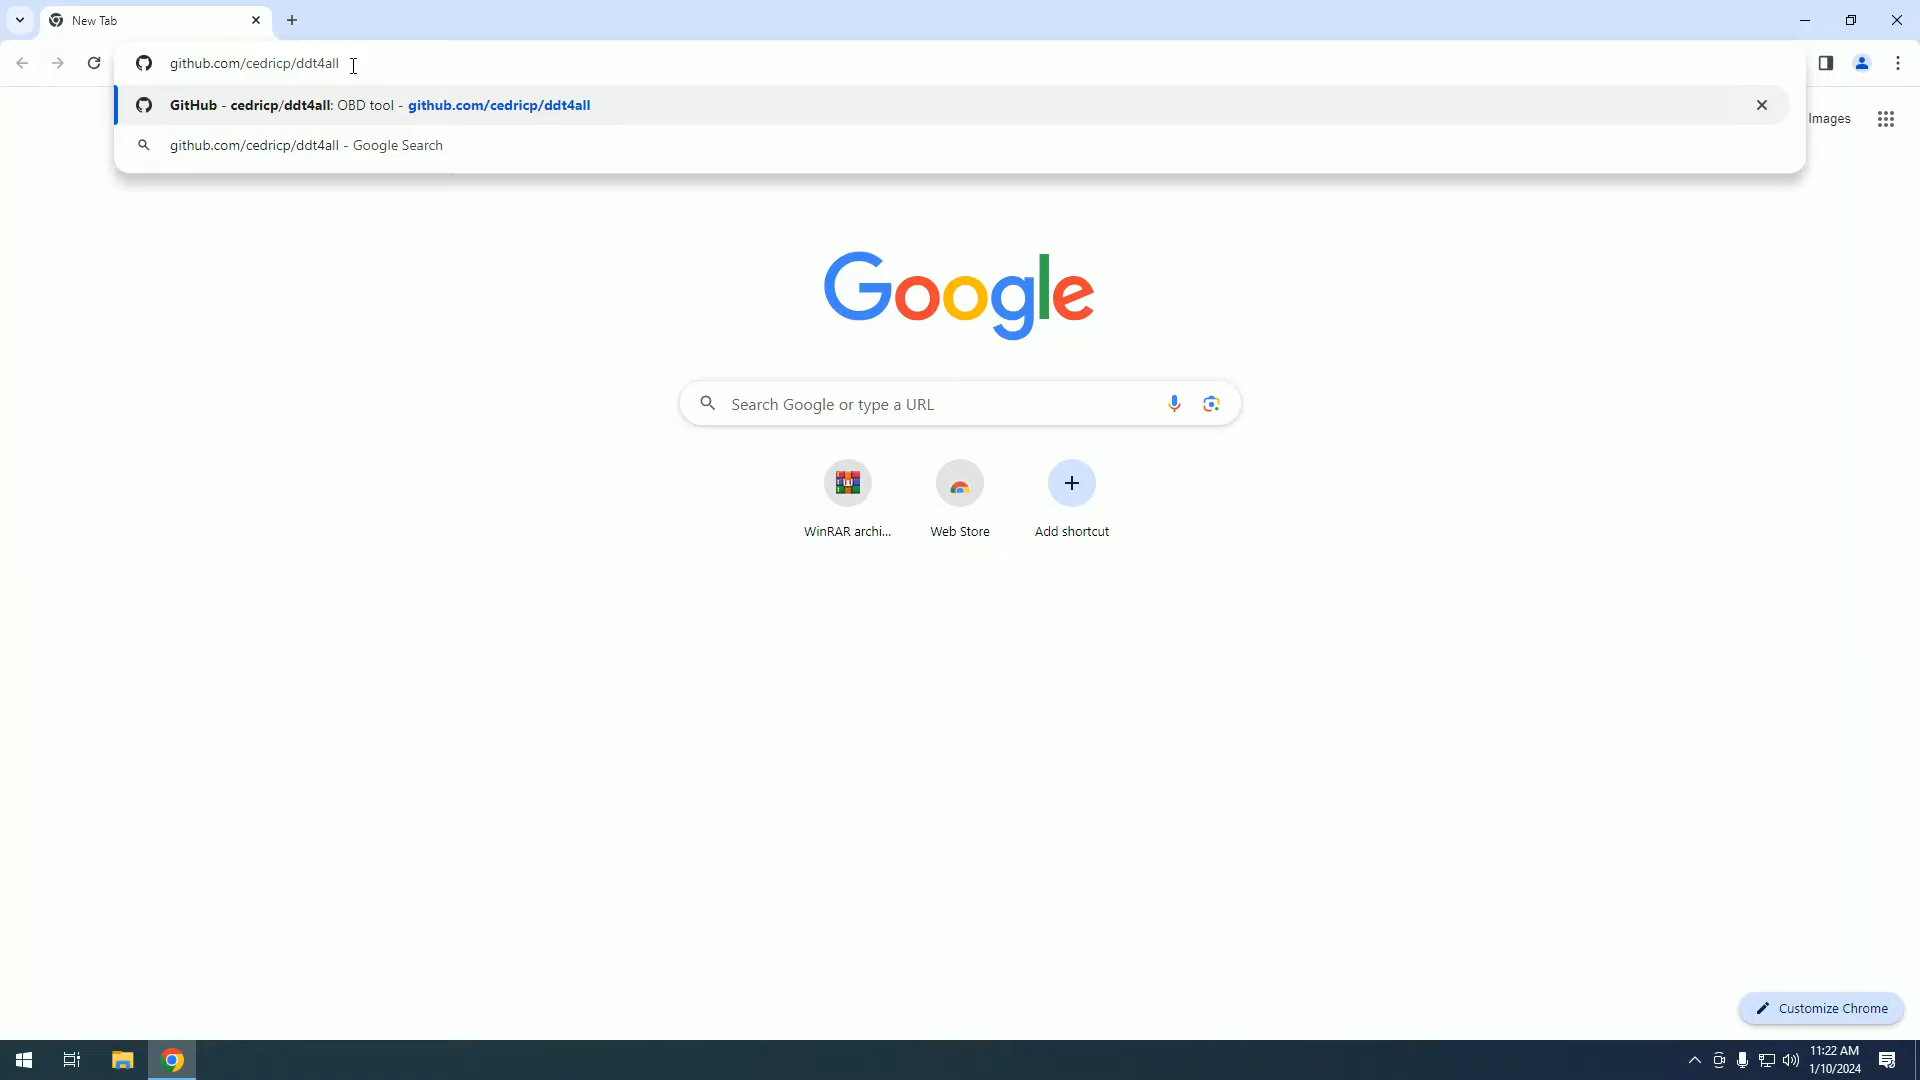 New Tab
github.com/cedricp/ddt4all
GitHub - cedricp/ddt4all: OBD tool - github.com/cedricp/ddt4all
github.com/cedricp/ddt4all - Google Search
Images
Google
Search Google or type a URL
WinRAR archi...
Web Store
Add shortcut
Customize Chrome
11:22 AM
1/10/2024